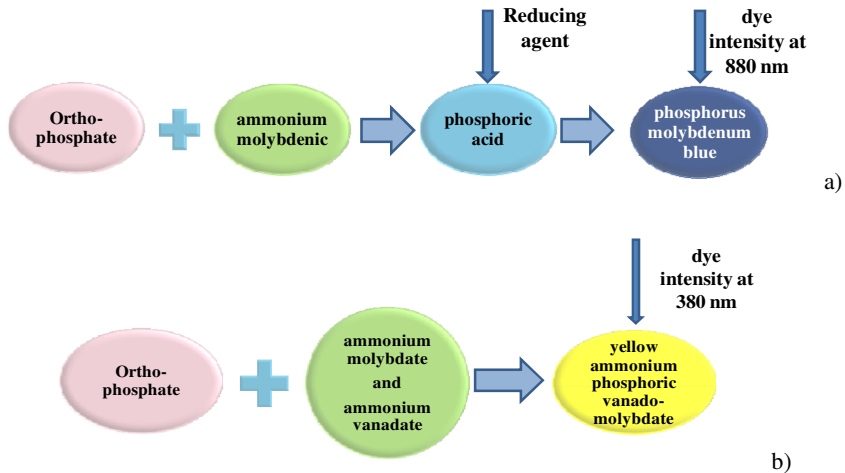 Reducing
agent
dye
intensity at
880 nm
Ortho-
phosphate
ammonium
molybdenic
phosphoric
acid
phosphorus
molybdenum
blue
a)
dye
intensity at
380 nm
Ortho-
phosphate
ammonium
molybdate
and
ammonium
vanadate
yellow
ammonium
phosphoric
vanado-
molybdate
b)